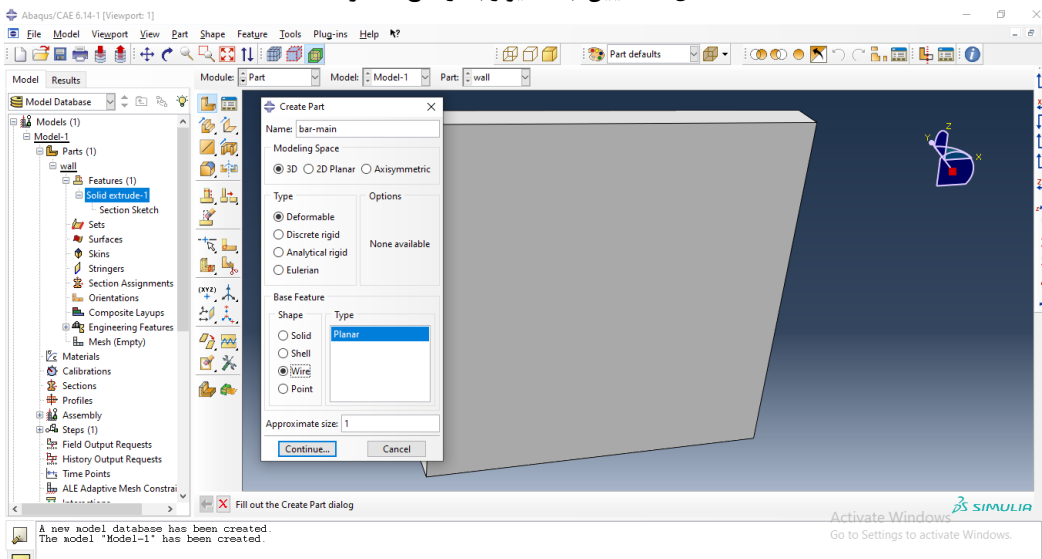 Abaqus/CAE 6.14-1 [Viewport: 1]
File Model Viewport View Part Shape Feature Tools Plug-ins Help
Part defaults
Model Results
Module: Part Model: Model-1 Part: wall
Model Database
Models (1)
Model-1
Parts (1)
wall
Features (1)
Solid extrude-1
Section Sketch
Sets
Surfaces
Skins
Stringers
Section Assignments
Orientations
Composite Layups
Engineering Features
Mesh (Empty)
Materials
Calibrations
Sections
Profiles
Assembly
Steps (1)
Field Output Requests
History Output Requests
Time Points
ALE Adaptive Mesh Constrai
(XYZ)
Create Part
Name: bar-main
Modeling Space
3D 2D Planar Axisymmetric
Type
Deformable
Discrete rigid
Analytical rigid
Eulerian
Options
None available
Base Feature
Shape
Solid
Shell
Wire
Point
Type
Planar
Approximate size: 1
Continue... Cancel
Z
Y
X
Fill out the Create Part dialog
SIMULIA
Activate Windows
Go to Settings to activate Windows.
A new model database has been created.
The model "Model-1" has been created.